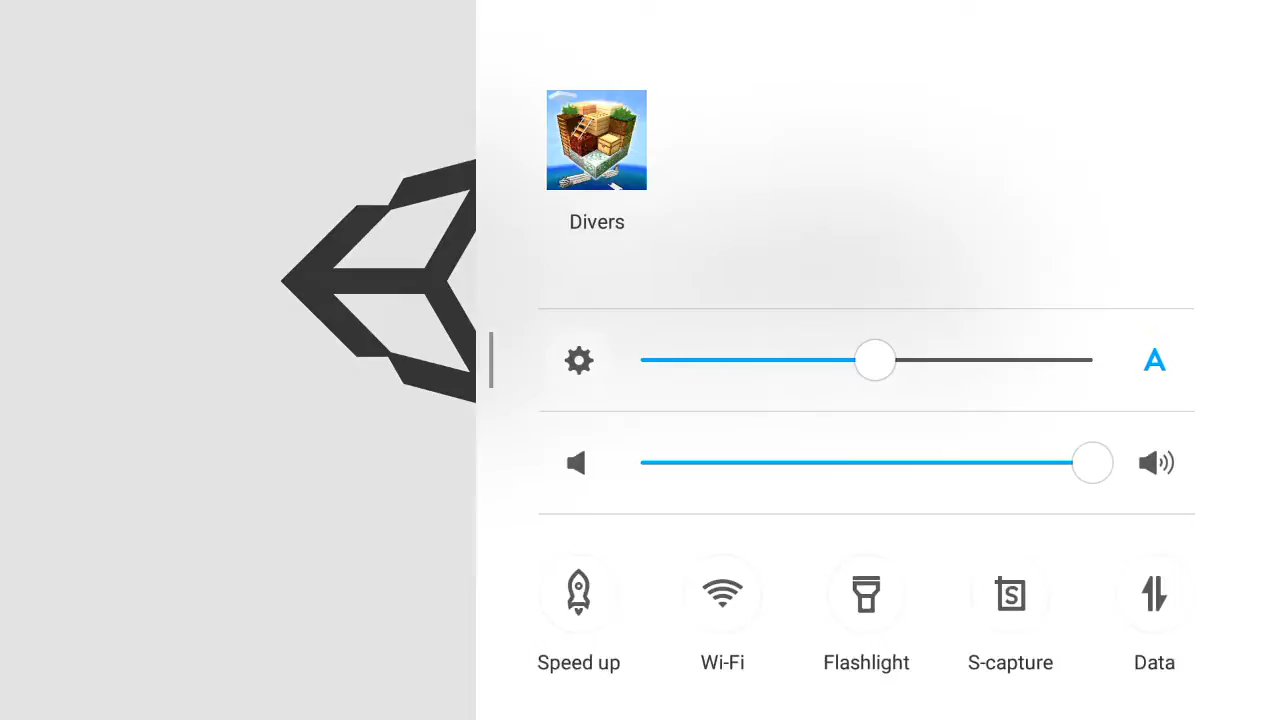 Divers
A
Speed up
Wi-Fi
Flashlight
S-capture
Data